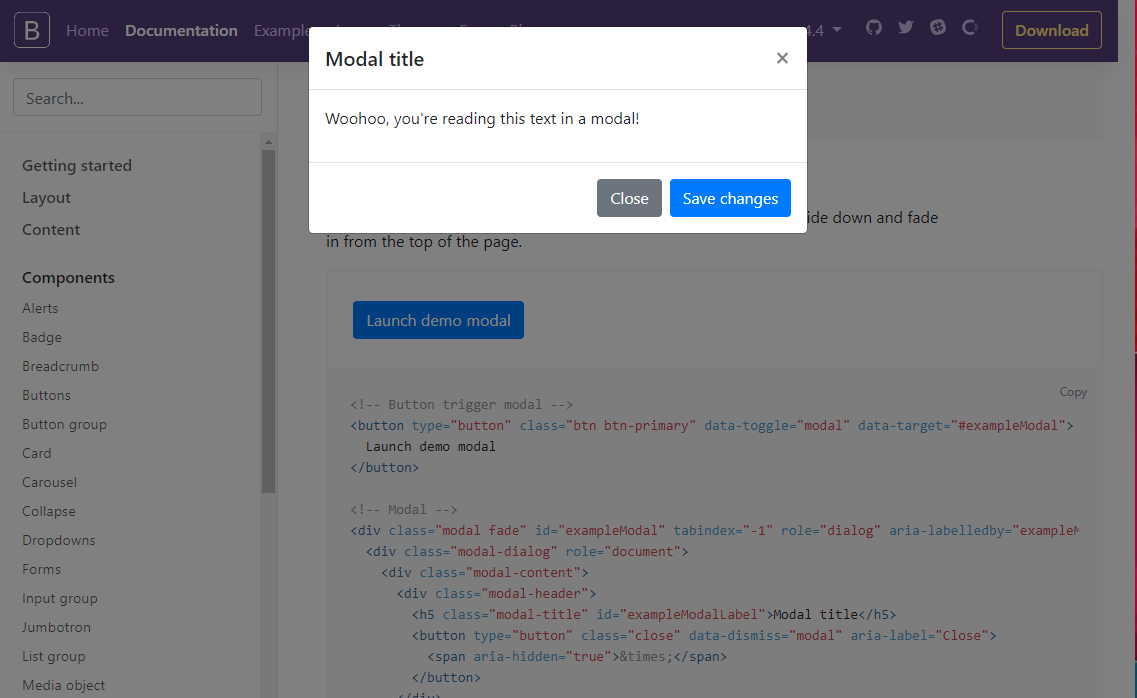 B Home Documentation Example 4.4 Download
Modal title ×
Woohoo, you're reading this text in a modal!
Close Save changes
Search...
Getting started
Layout
Content
Components
Alerts
Badge
Breadcrumb
Buttons
Button group
Card
Carousel
Collapse
Dropdowns
Forms
Input group
Jumbotron
List group
Media object
ide down and fade
in from the top of the page.
Launch demo modal
Copy
<!-- Button trigger modal -->
<button type="button" class="btn btn-primary" data-toggle="modal" data-target="#exampleModal">
  Launch demo modal
</button>
<!-- Modal -->
<div class="modal fade" id="exampleModal" tabindex="-1" role="dialog" aria-labelledby="exampleM
  <div class="modal-dialog" role="document">
    <div class="modal-content">
      <div class="modal-header">
        <h5 class="modal-title" id="exampleModalLabel">Modal title</h5>
        <button type="button" class="close" data-dismiss="modal" aria-label="Close">
          <span aria-hidden="true">&times;</span>
        </button>
      </div>